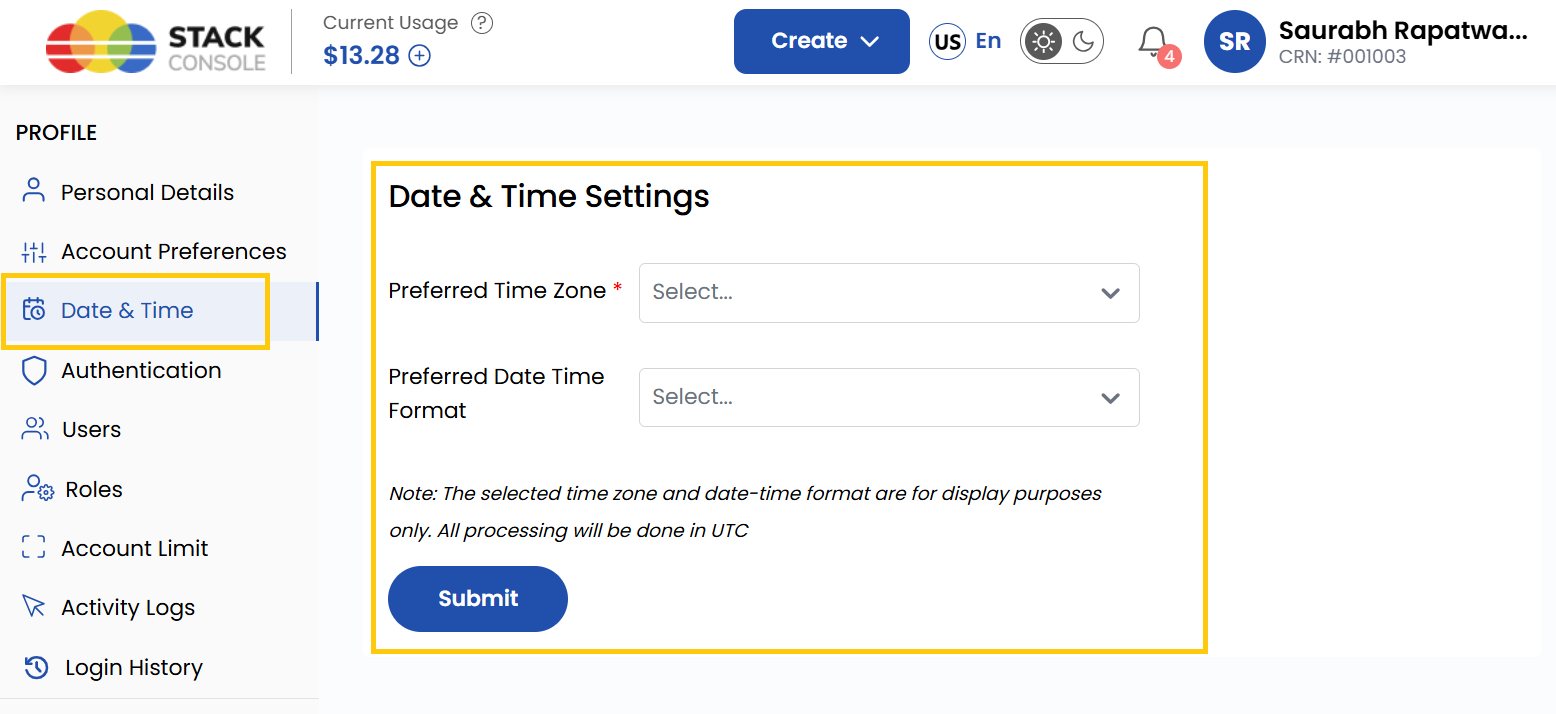 STACK
CONSOLE
Current Usage ?
$13.28
Create
US En
4
SR
Saurabh Rapatwa...
CRN: #001003
PROFILE
Personal Details
Account Preferences
Date & Time
Authentication
Users
Roles
Account Limit
Activity Logs
Login History
Date & Time Settings
Preferred Time Zone *
Select...
Preferred Date Time
Format
Select...
Note: The selected time zone and date-time format are for display purposes
only. All processing will be done in UTC
Submit